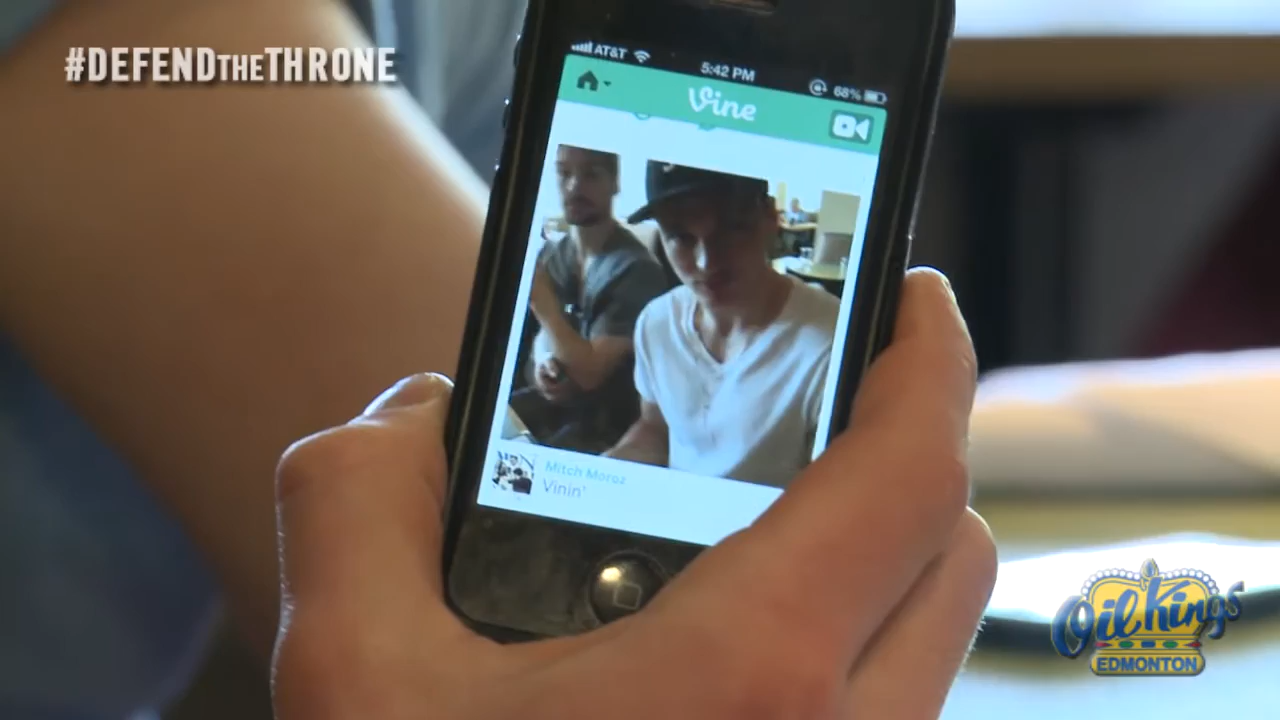 #DEFENDTHETHRONE
AT&T
5:42 PM
68%
Vine
Mitch Moroz
Vinin'
Oil Kings
EDMONTON